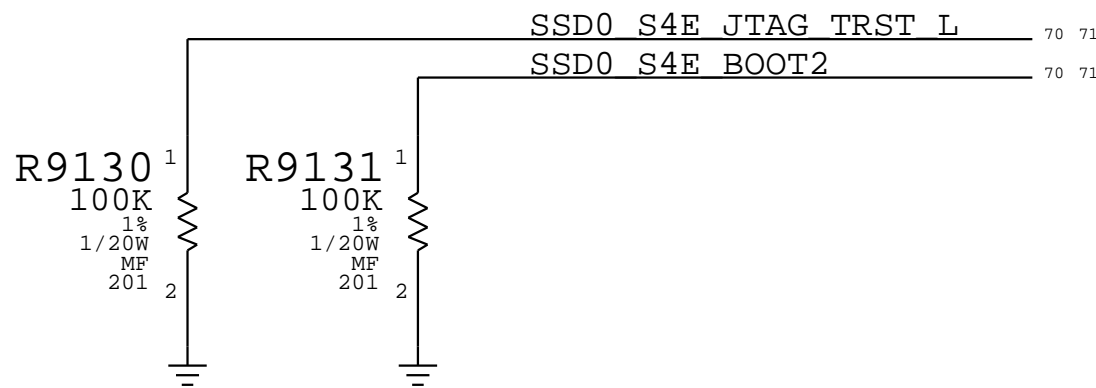 SSD0_S4E_JTAG_TRST_L 70 71
SSD0_S4E_BOOT2 70 71
R9130 1
100K
1%
1/20W
MF
201 2
R9131 1
100K
1%
1/20W
MF
201 2